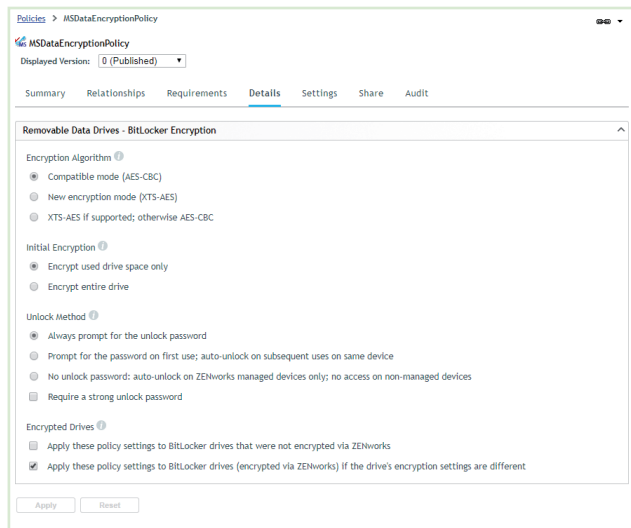 Policies > MSDataEncryptionPolicy
MS MSDataEncryptionPolicy
Displayed Version: 0 (Published)
Summary Relationships Requirements Details Settings Share Audit
Removable Data Drives - BitLocker Encryption
Encryption Algorithm
Compatible mode (AES-CBC)
New encryption mode (XTS-AES)
XTS-AES if supported; otherwise AES-CBC
Initial Encryption
Encrypt used drive space only
Encrypt entire drive
Unlock Method
Always prompt for the unlock password
Prompt for the password on first use; auto-unlock on subsequent uses on same device
No unlock password: auto-unlock on ZENworks managed devices only; no access on non-managed devices
Require a strong unlock password
Encrypted Drives
Apply these policy settings to BitLocker drives that were not encrypted via ZENworks
Apply these policy settings to BitLocker drives (encrypted via ZENworks) if the drive's encryption settings are different
Apply Reset